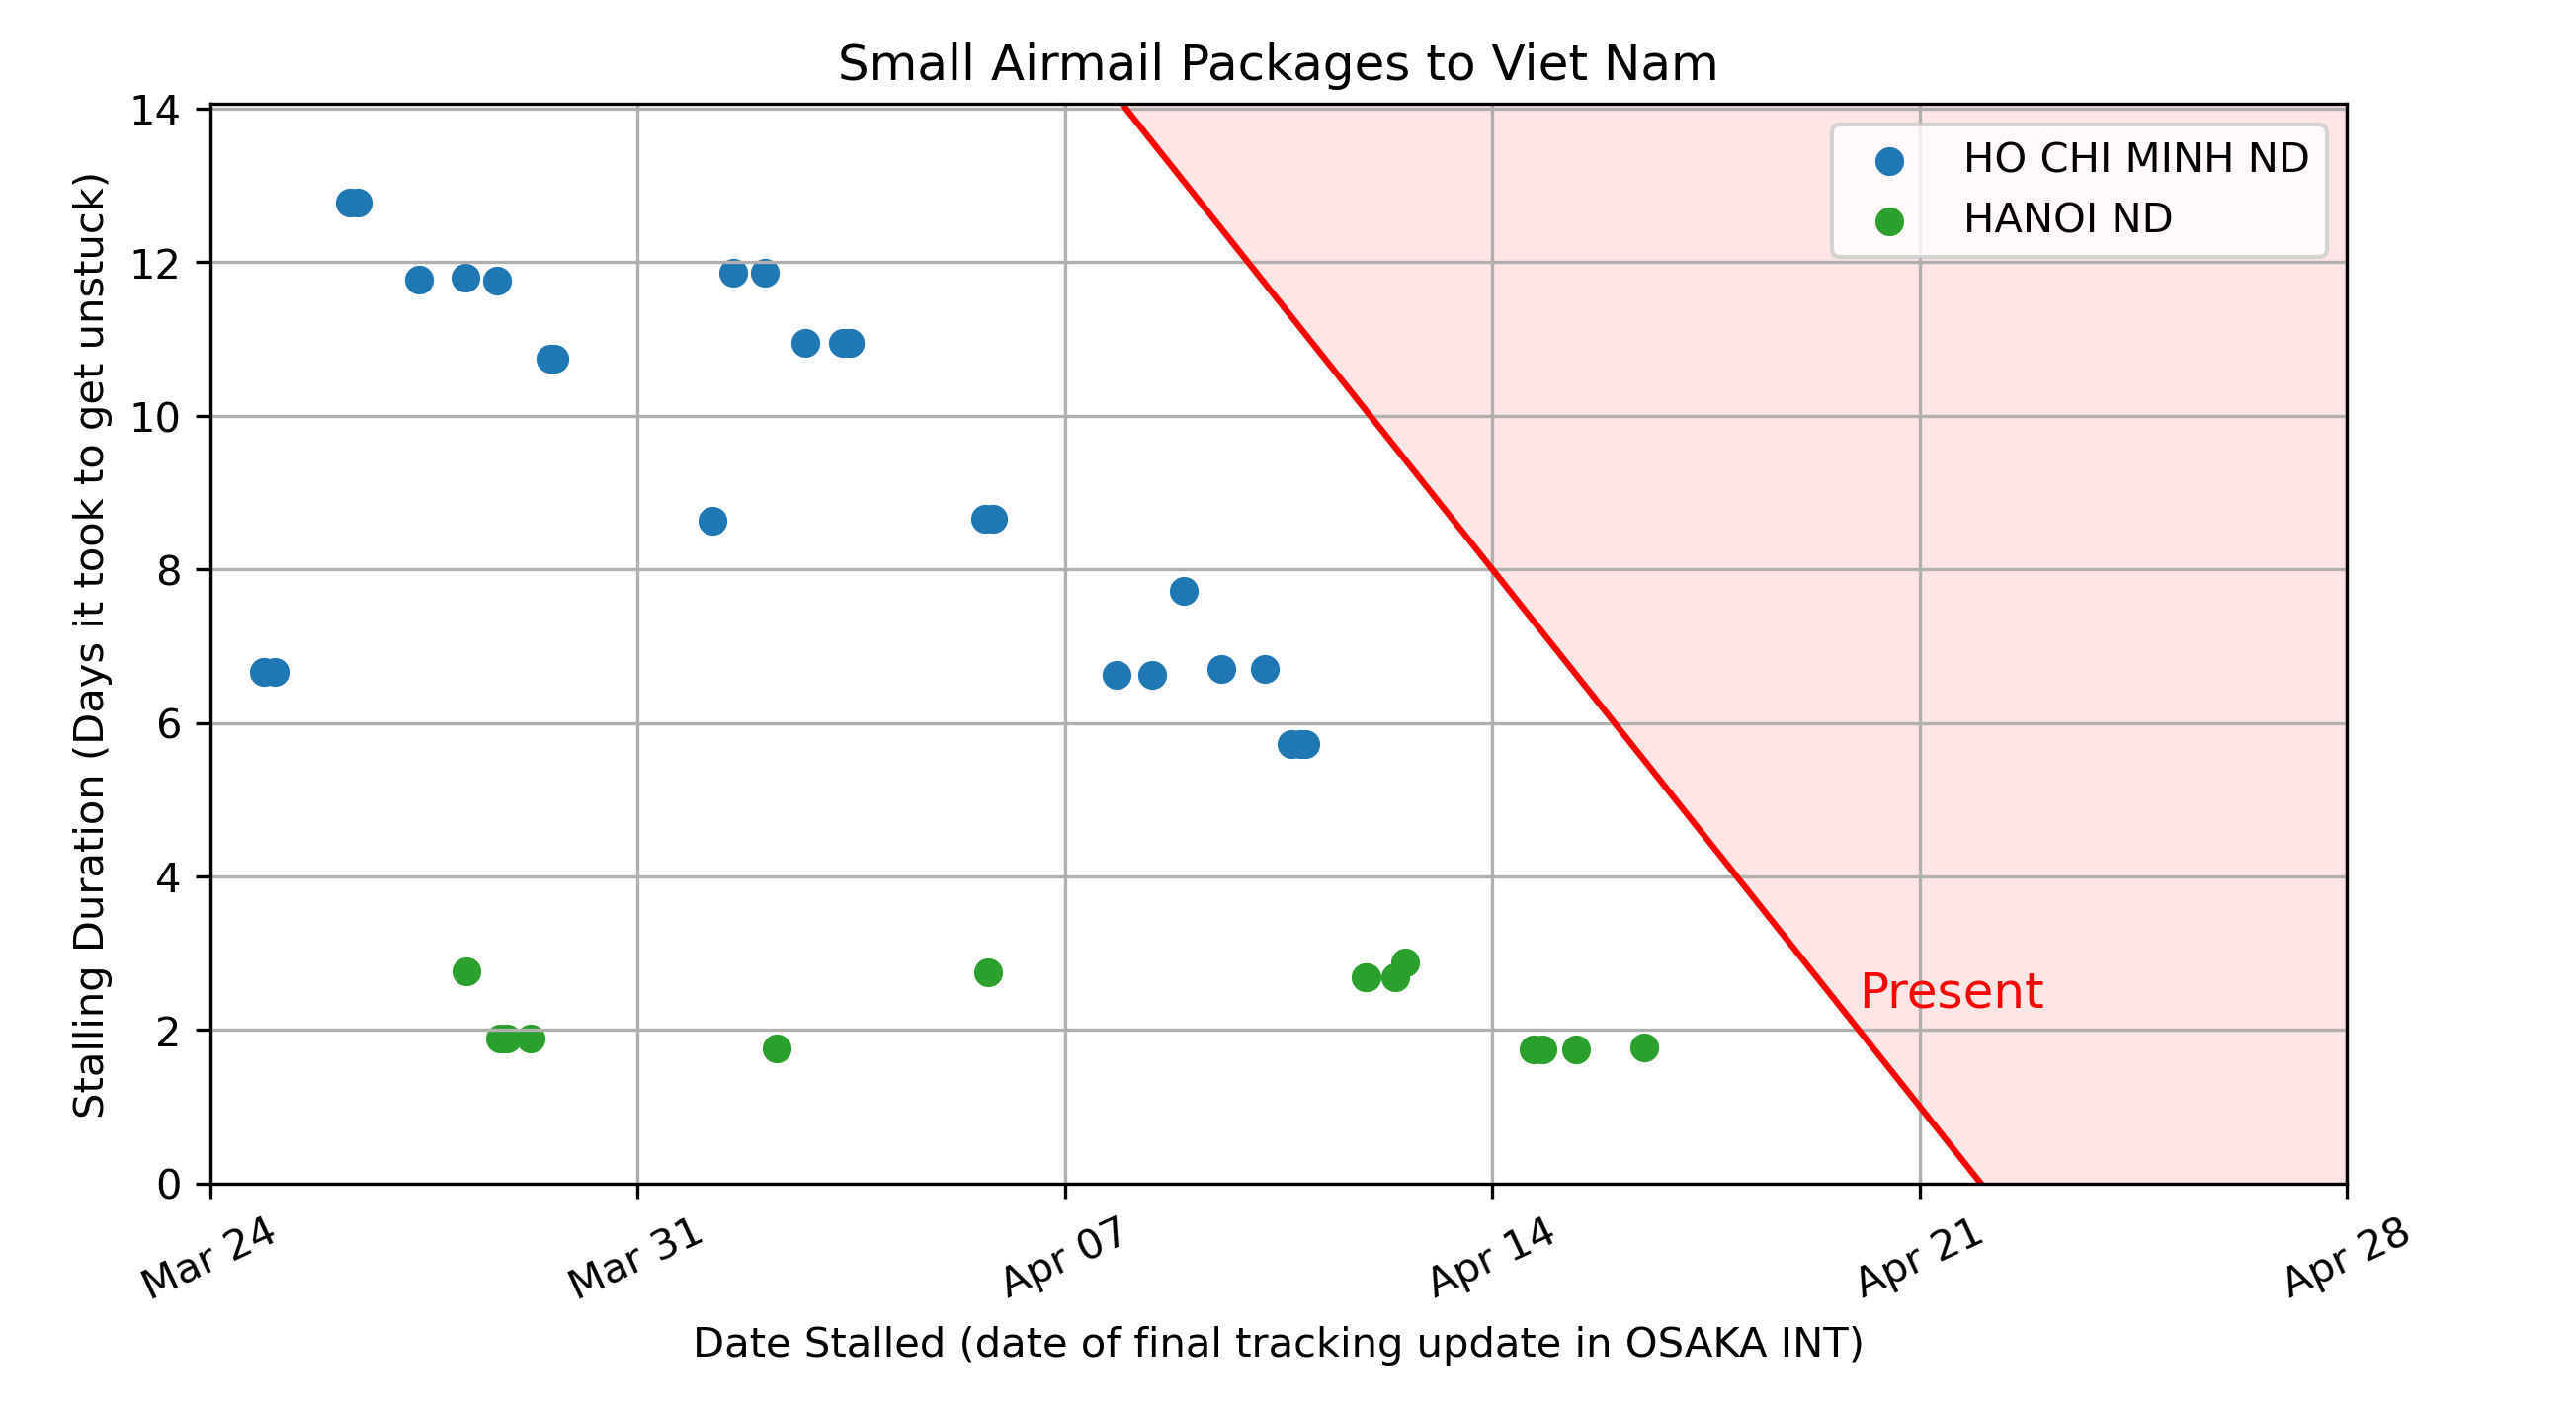 Small Airmail Packages to Viet Nam
Stalling Duration (Days it took to get unstuck)
14
12
10
8
6
4
2
0
HO CHI MINH ND
HANOI ND
Present
Mar 24
Mar 31
Apr 07
Apr 14
Apr 21
Apr 28
Date Stalled (date of final tracking update in OSAKA INT)